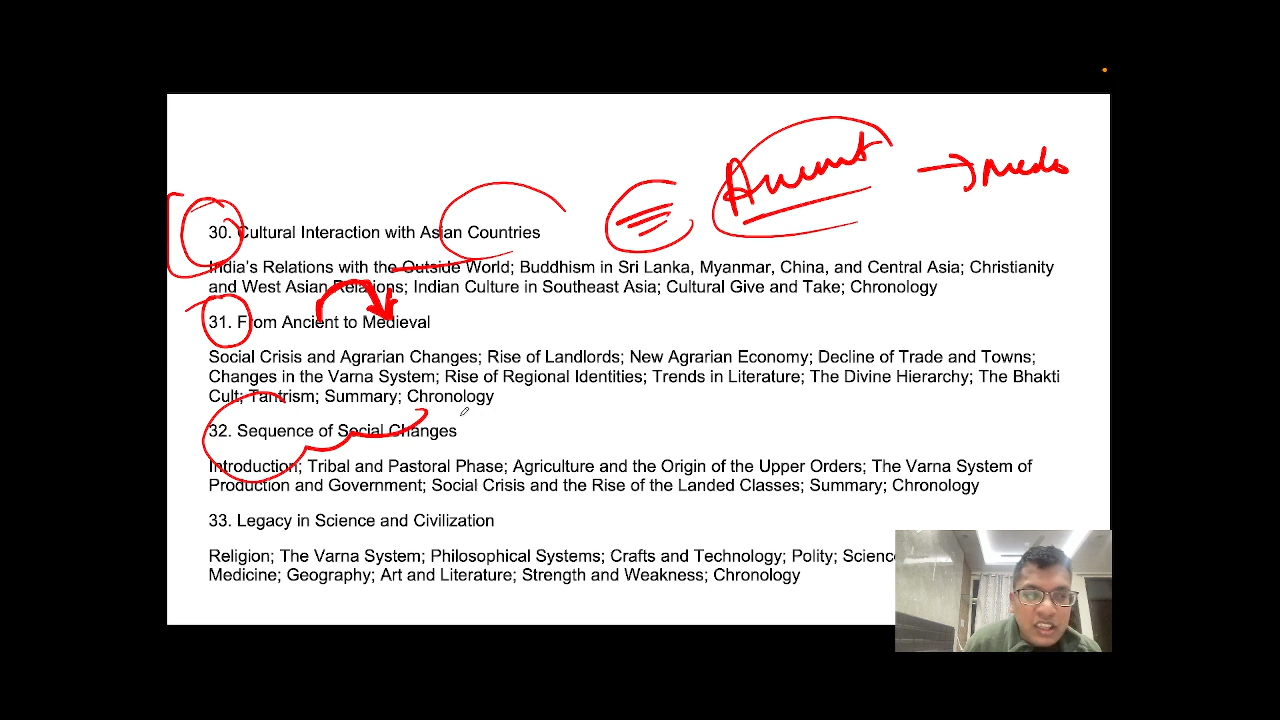 Ancient → Medie
30. Cultural Interaction with Asian Countries
India's Relations with the Outside World; Buddhism in Sri Lanka, Myanmar, China, and Central Asia; Christianity
and West Asian Relations; Indian Culture in Southeast Asia; Cultural Give and Take; Chronology
31. From Ancient to Medieval
Social Crisis and Agrarian Changes; Rise of Landlords; New Agrarian Economy; Decline of Trade and Towns;
Changes in the Varna System; Rise of Regional Identities; Trends in Literature; The Divine Hierarchy; The Bhakti
Cult; Tantrism; Summary; Chronology
32. Sequence of Social Changes
Introduction; Tribal and Pastoral Phase; Agriculture and the Origin of the Upper Orders; The Varna System of
Production and Government; Social Crisis and the Rise of the Landed Classes; Summary; Chronology
33. Legacy in Science and Civilization
Religion; The Varna System; Philosophical Systems; Crafts and Technology; Polity; Science
Medicine; Geography; Art and Literature; Strength and Weakness; Chronology